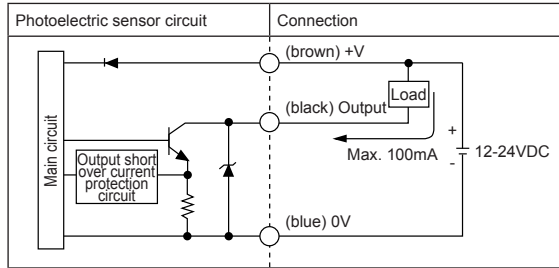 Photoelectric sensor circuit
Connection
(brown) +V
Load
(black) Output
Max. 100mA
+
-
12-24VDC
Main circuit
Output short
over current
protection
circuit
(blue) 0V